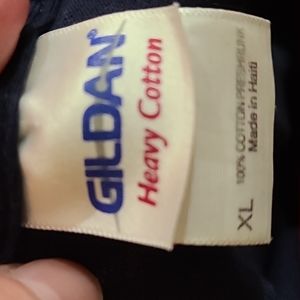 GILDAN®
Heavy Cotton
XL
100% COTTON PRESHRUNK
Made in Haiti